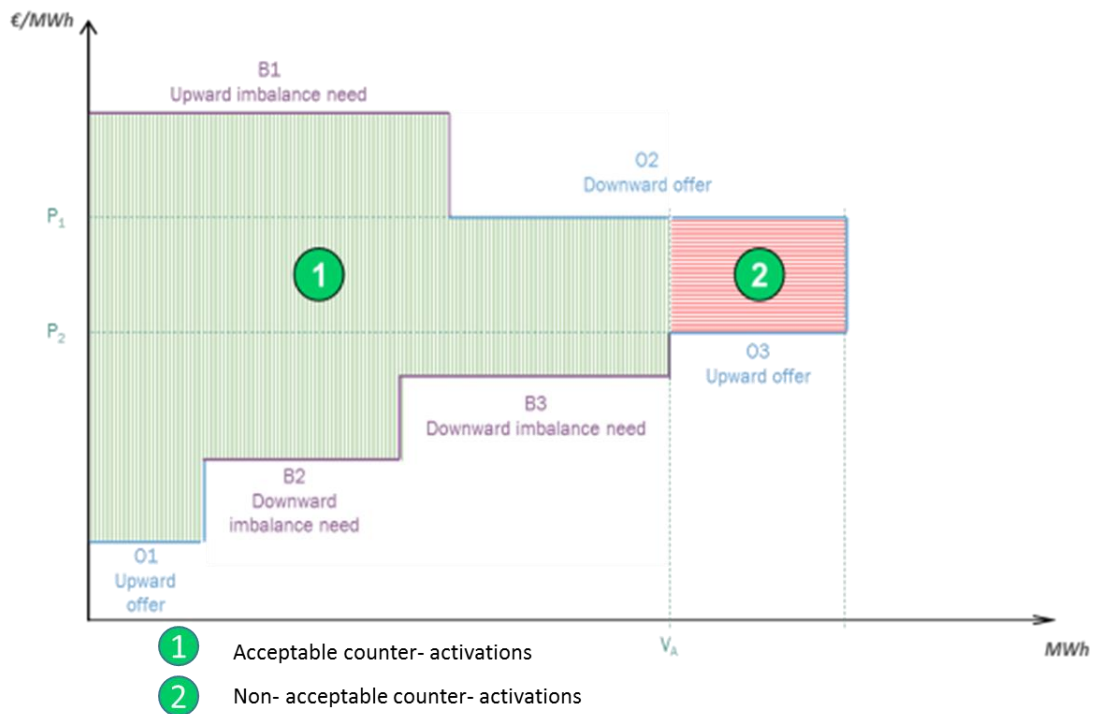 €/MWh
B1
Upward imbalance need
O2
Downward offer
P1
1
2
P2
O3
Upward offer
B3
Downward imbalance need
B2
Downward
imbalance need
O1
Upward
offer
VA
MWh
1 Acceptable counter- activations
2 Non- acceptable counter- activations